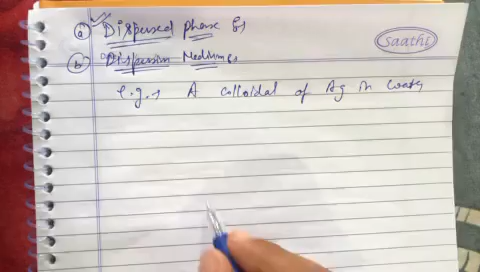 (a) Dispersed phase &
Saathi
(b) Dispersion Medium:
e.g.→ A colloidal of Ag in water